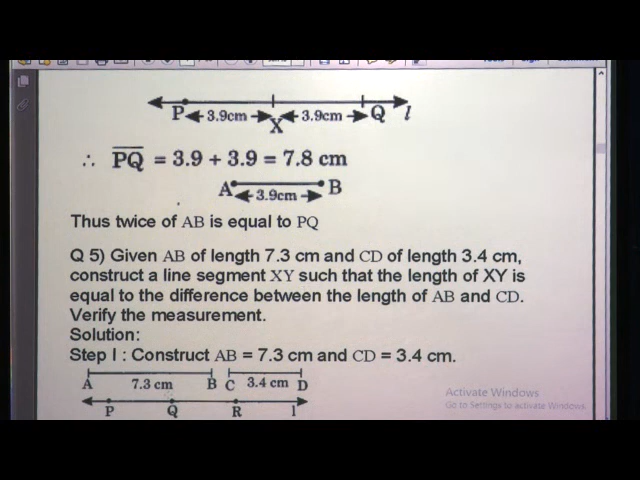 P 3.9cm X 3.9cm Q l
∴ PQ = 3.9 + 3.9 = 7.8 cm
A 3.9cm B
Thus twice of AB is equal to PQ
Q 5) Given AB of length 7.3 cm and CD of length 3.4 cm,
construct a line segment XY such that the length of XY is
equal to the difference between the length of AB and CD.
Verify the measurement.
Solution:
Step I : Construct AB = 7.3 cm and CD = 3.4 cm.
A 7.3 cm B C 3.4 cm D
P Q R l
Activate Windows
Go to Settings to activate Windows.